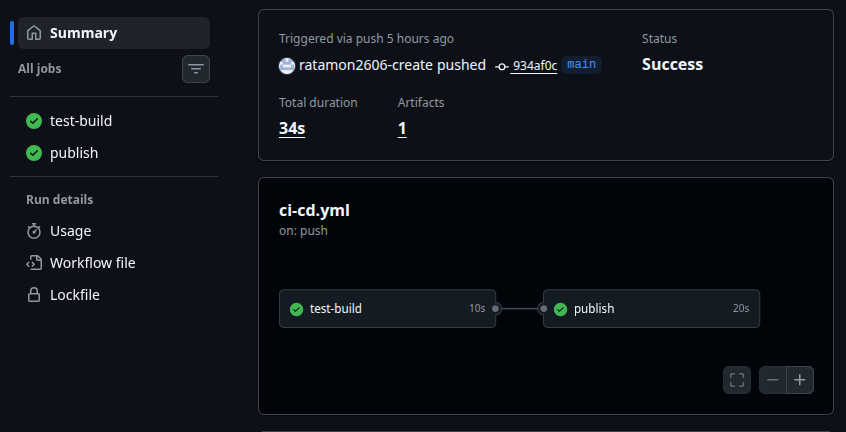 Summary
All jobs
test-build
publish
Run details
Usage
Workflow file
Lockfile
Triggered via push 5 hours ago
ratamon2606-create pushed 934af0c main
Status
Success
Total duration
34s
Artifacts
1
ci-cd.yml
on: push
test-build 10s
publish 20s